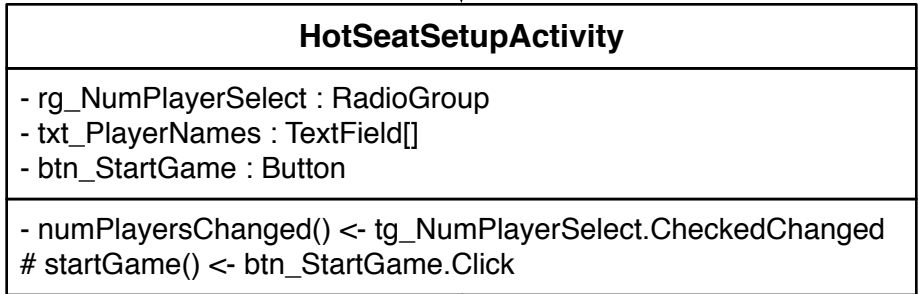 HotSeatSetupActivity
- rg_NumPlayerSelect : RadioGroup
- txt_PlayerNames : TextField[]
- btn_StartGame : Button
- numPlayersChanged() <- tg_NumPlayerSelect.CheckedChanged
# startGame() <- btn_StartGame.Click